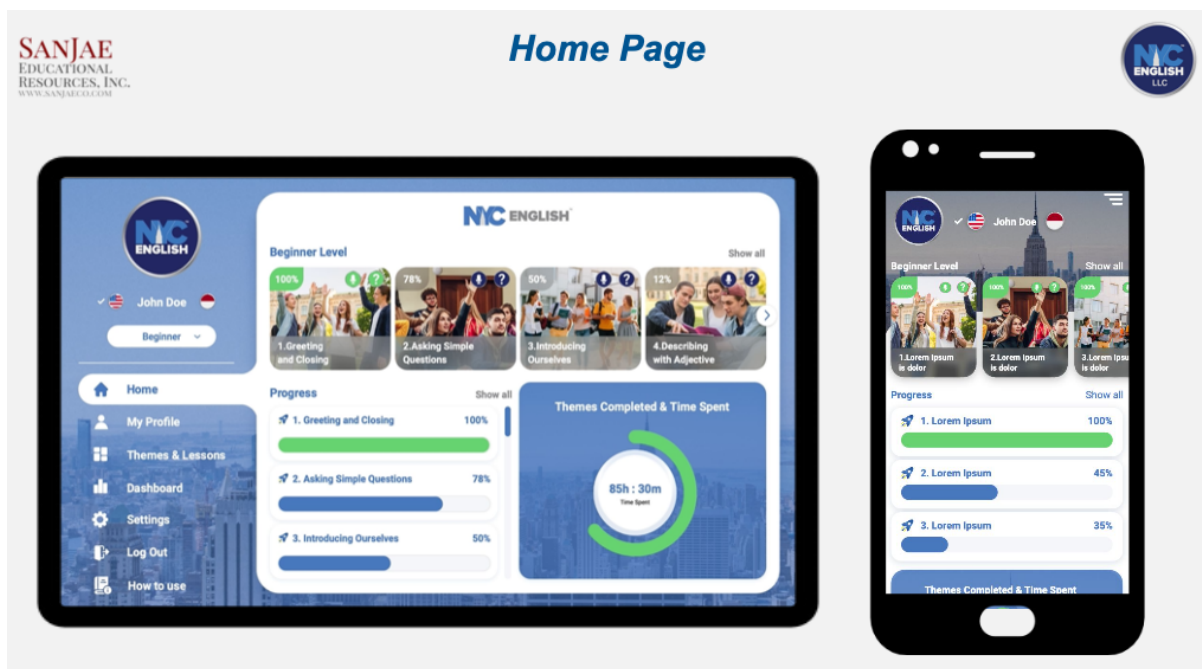 SANJAE
EDUCATIONAL
RESOURCES, INC.
WWW.SANJAECO.COM
Home Page
NYC
ENGLISH
LLC
NYC
ENGLISH
John Doe
Beginner
Home
My Profile
Themes & Lessons
Dashboard
Settings
Log Out
How to use
NYC ENGLISH
Beginner Level
Show all
100%
?
1.Greeting
and Closing
78%
?
2.Asking Simple
Questions
50%
?
3.Introducing
Ourselves
12%
?
4.Describing
with Adjective
Progress
Show all
1. Greeting and Closing 100%
2. Asking Simple Questions 78%
3. Introducing Ourselves 50%
Themes Completed & Time Spent
85h : 30m
Time Spent
NYC
ENGLISH
John Doe
Beginner Level
Show all
100%
?
1.Lorem Ipsum
is dolor
100%
?
2.Lorem Ipsum
is dolor
100%
3.Lorem Ipsu
is dolor
Progress
Show all
1. Lorem Ipsum 100%
2. Lorem Ipsum 45%
3. Lorem Ipsum 35%
Themes Completed & Time Spent